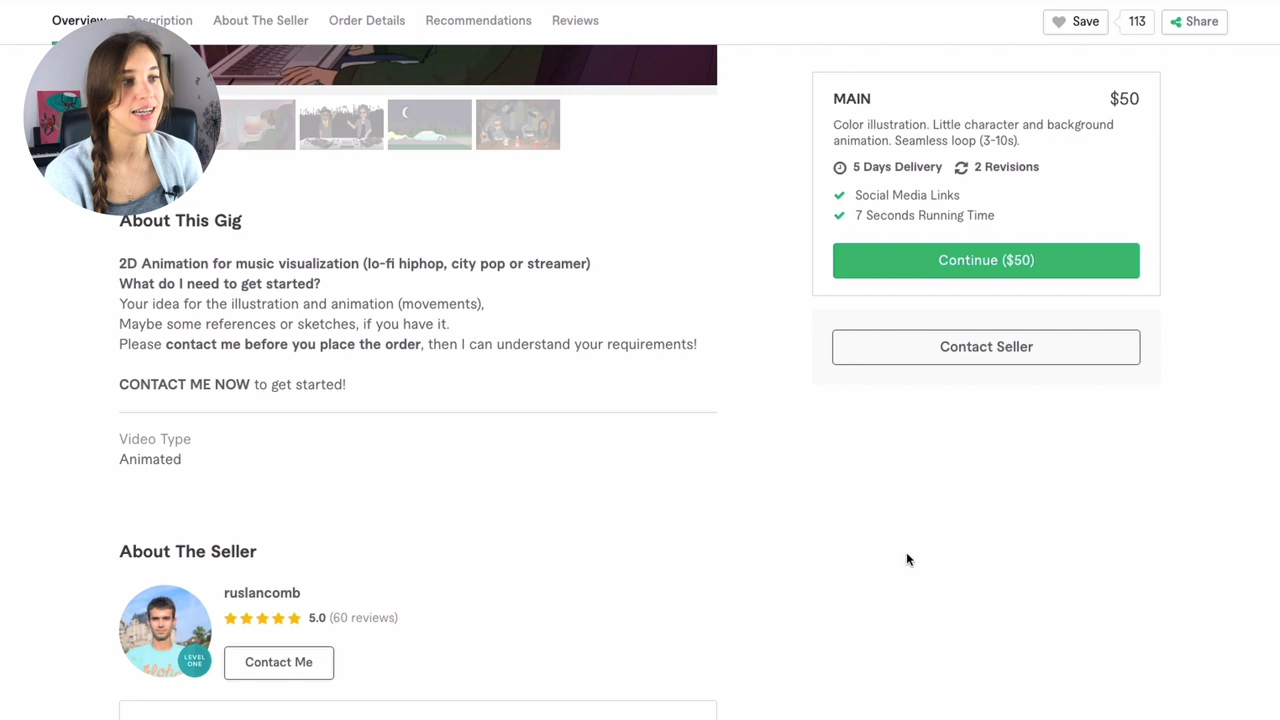 Overview Description About The Seller Order Details Recommendations Reviews
Save 113 Share
MAIN $50
Color illustration. Little character and background
animation. Seamless loop (3-10s).
5 Days Delivery 2 Revisions
Social Media Links
7 Seconds Running Time
Continue ($50)
Contact Seller
About This Gig
2D Animation for music visualization (lo-fi hiphop, city pop or streamer)
What do I need to get started?
Your idea for the illustration and animation (movements),
Maybe some references or sketches, if you have it.
Please contact me before you place the order, then I can understand your requirements!
CONTACT ME NOW to get started!
Video Type
Animated
About The Seller
ruslancomb
5.0 (60 reviews)
LEVEL
ONE
Contact Me